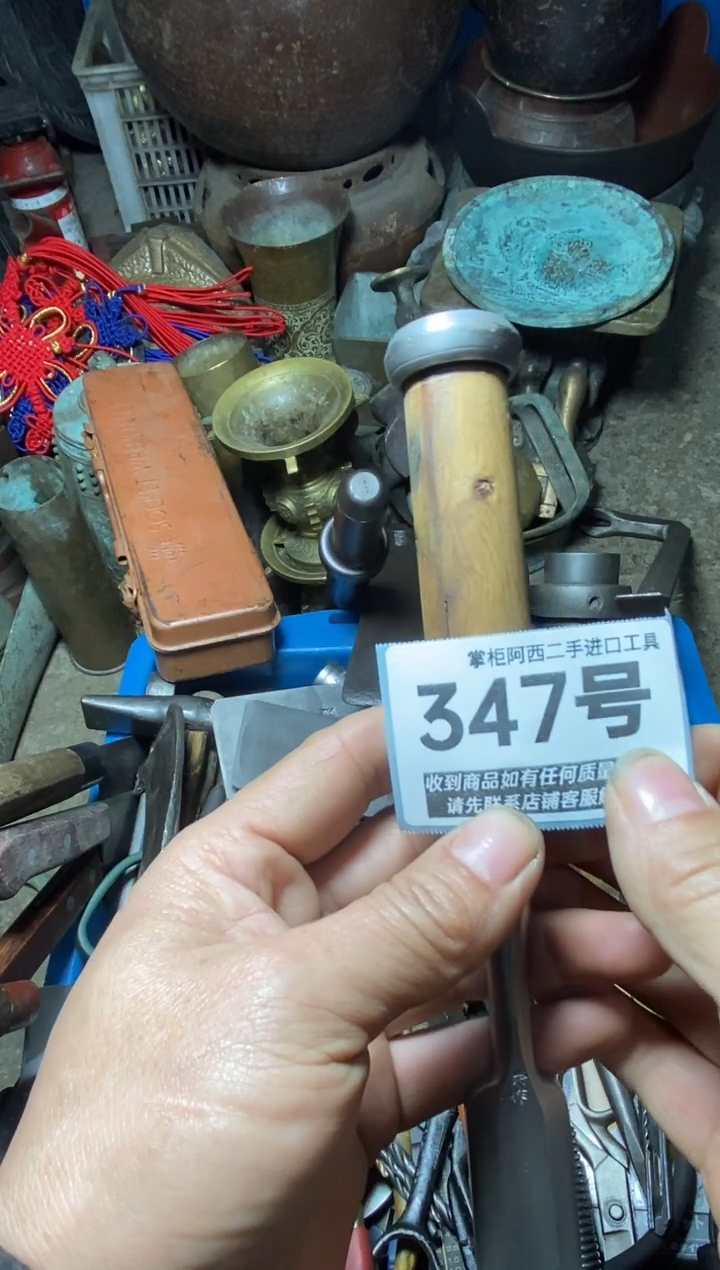 掌柜阿西二手进口工具
347号
收到商品如有任何质量
请先联系店铺客服